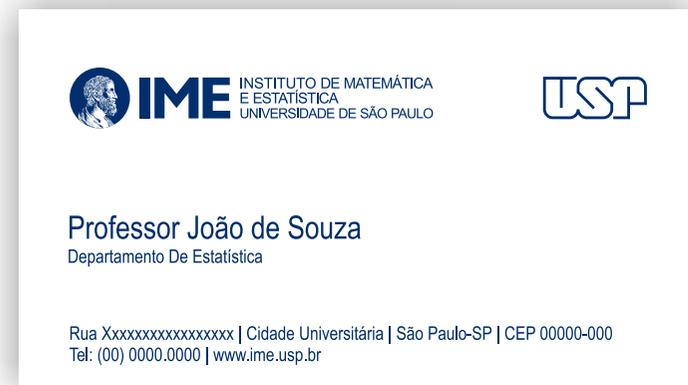 IME INSTITUTO DE MATEMÁTICA
E ESTATÍSTICA
UNIVERSIDADE DE SÃO PAULO
USP
Professor João de Souza
Departamento De Estatística
Rua Xxxxxxxxxxxxxxxxx | Cidade Universitária | São Paulo-SP | CEP 00000-000
Tel: (00) 0000.0000 | www.ime.usp.br